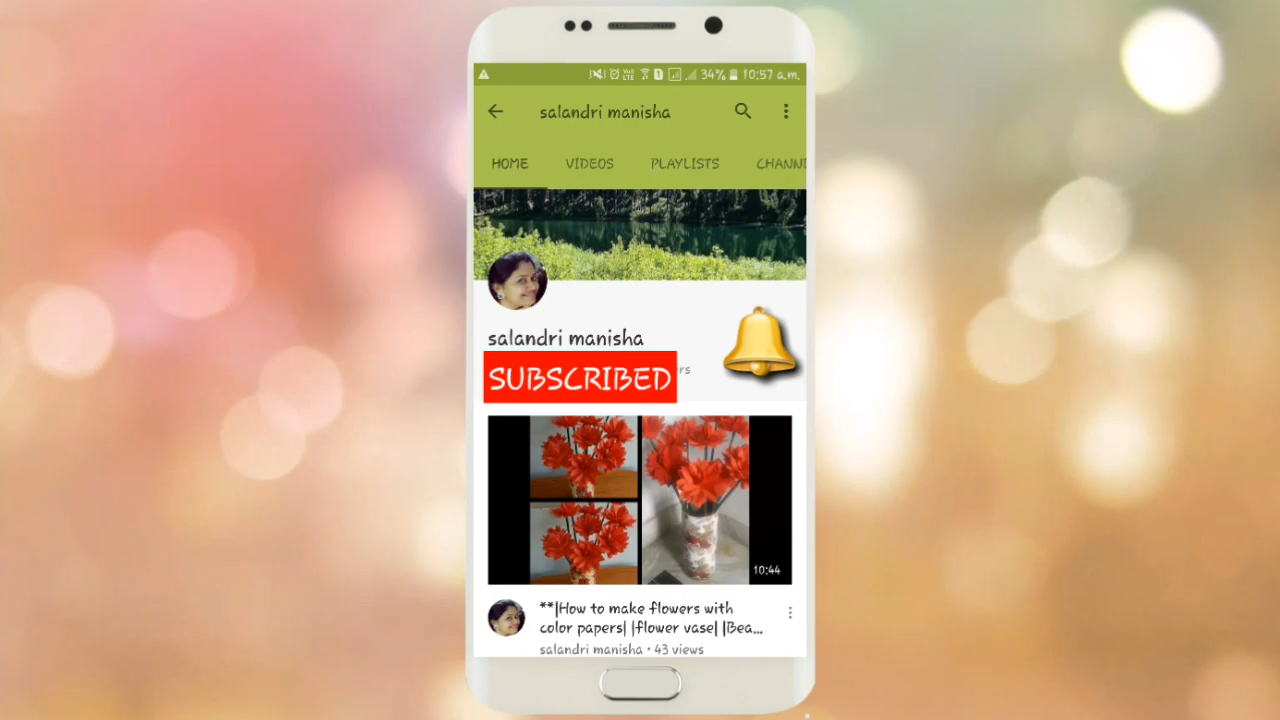 34% 10:57 a.m.
salandri manisha
HOME VIDEOS PLAYLISTS CHANN
salandri manisha
SUBSCRIBED rs
10:44
**|How to make flowers with
color papers| |flower vase| |Bea...
salandri manisha • 43 views